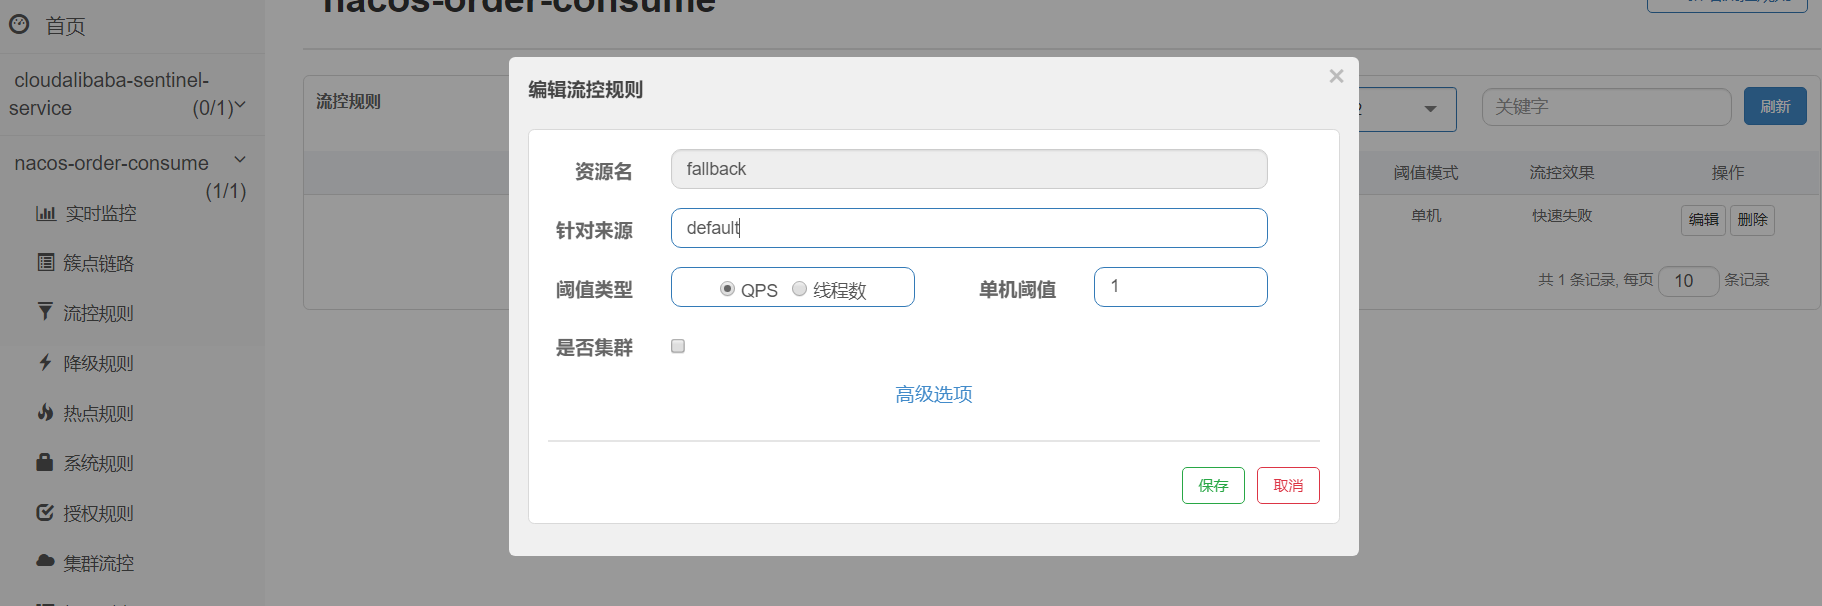 首页
cloudalibaba-sentinel-
service (0/1)
nacos-order-consume
(1/1)
实时监控
簇点链路
流控规则
降级规则
热点规则
系统规则
授权规则
集群流控
nacos-order-consume
流控规则
关键字
刷新
阈值模式 流控效果 操作
单机 快速失败 编辑 删除
共 1 条记录, 每页 10 条记录
编辑流控规则 ×
资源名 fallback
针对来源 default
阈值类型 QPS 线程数 单机阈值 1
是否集群
高级选项
保存 取消